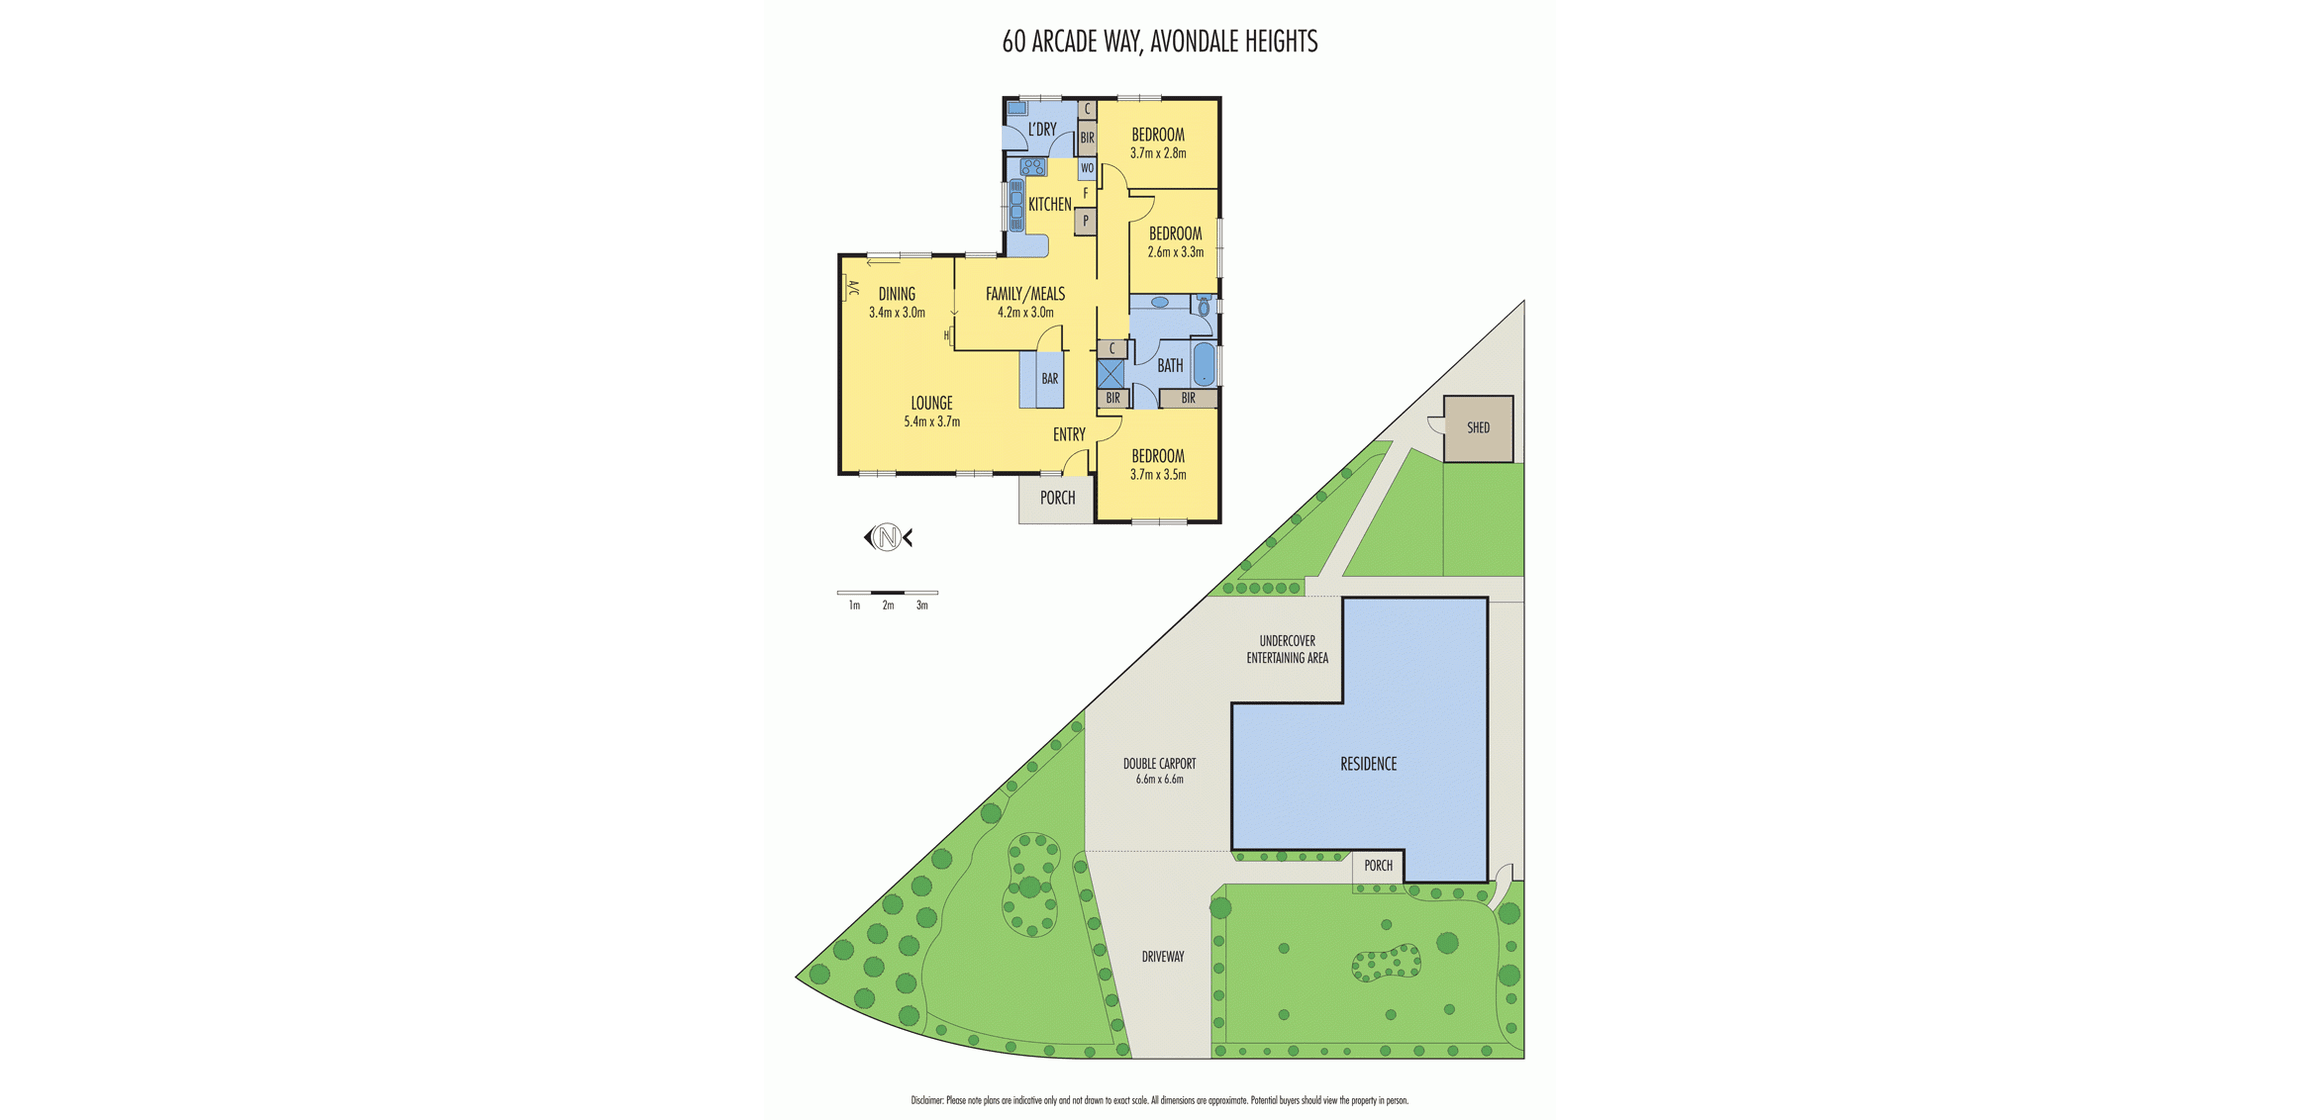 60 ARCADE WAY, AVONDALE HEIGHTS
L'DRY
C
BIR
BEDROOM
3.7m x 2.8m
WO
F
KITCHEN
P
BEDROOM
2.6m x 3.3m
A/C
DINING
3.4m x 3.0m
FAMILY/MEALS
4.2m x 3.0m
H
C
BATH
BAR
BIR
BIR
LOUNGE
5.4m x 3.7m
ENTRY
BEDROOM
3.7m x 3.5m
PORCH
N
1m 2m 3m
SHED
UNDERCOVER
ENTERTAINING AREA
RESIDENCE
DOUBLE CARPORT
6.6m x 6.6m
PORCH
DRIVEWAY
Disclaimer: Please note plans are indicative only and not drawn to exact scale. All dimensions are approximate. Potential buyers should view the property in person.